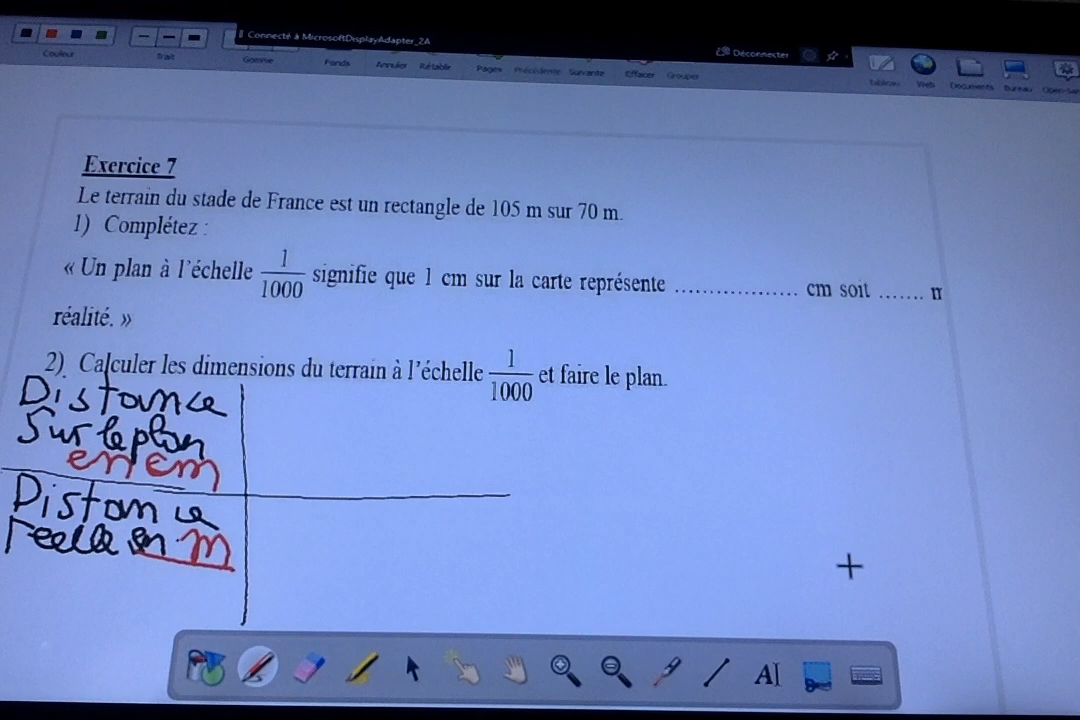 Connecté à MicrosoftDisplayAdapter_2A
Déconnecter
Couleur Trait Gomme Fonds Annuler Rétablir Pages Précédente Suivante Effacer Grouper Tableau Web Documents Bureau
Exercice 7
Le terrain du stade de France est un rectangle de 105 m sur 70 m.
1) Complétez :
« Un plan à l'échelle 1/1000 signifie que 1 cm sur la carte représente .................. cm soit .......
réalité. »
2) Calculer les dimensions du terrain à l'échelle 1/1000 et faire le plan.
Distance
Sur le plan
en cm
Distance
réelle en m
AI